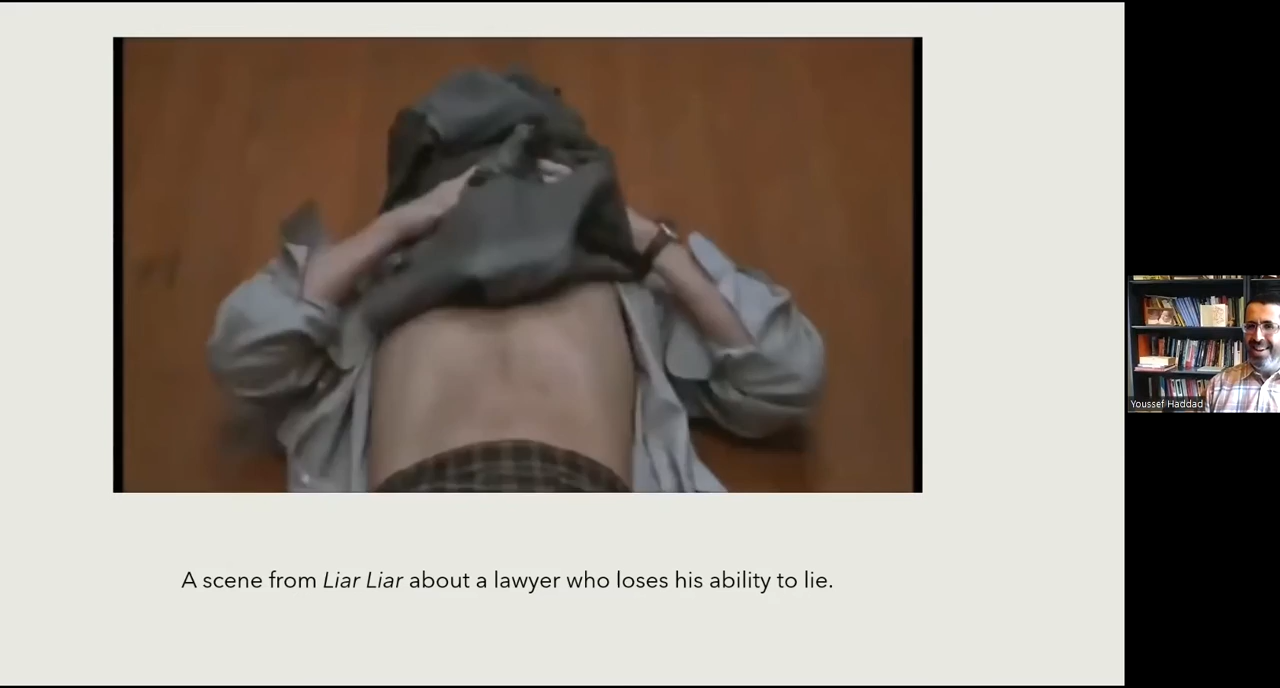 A scene from Liar Liar about a lawyer who loses his ability to lie.
Youssef Haddad